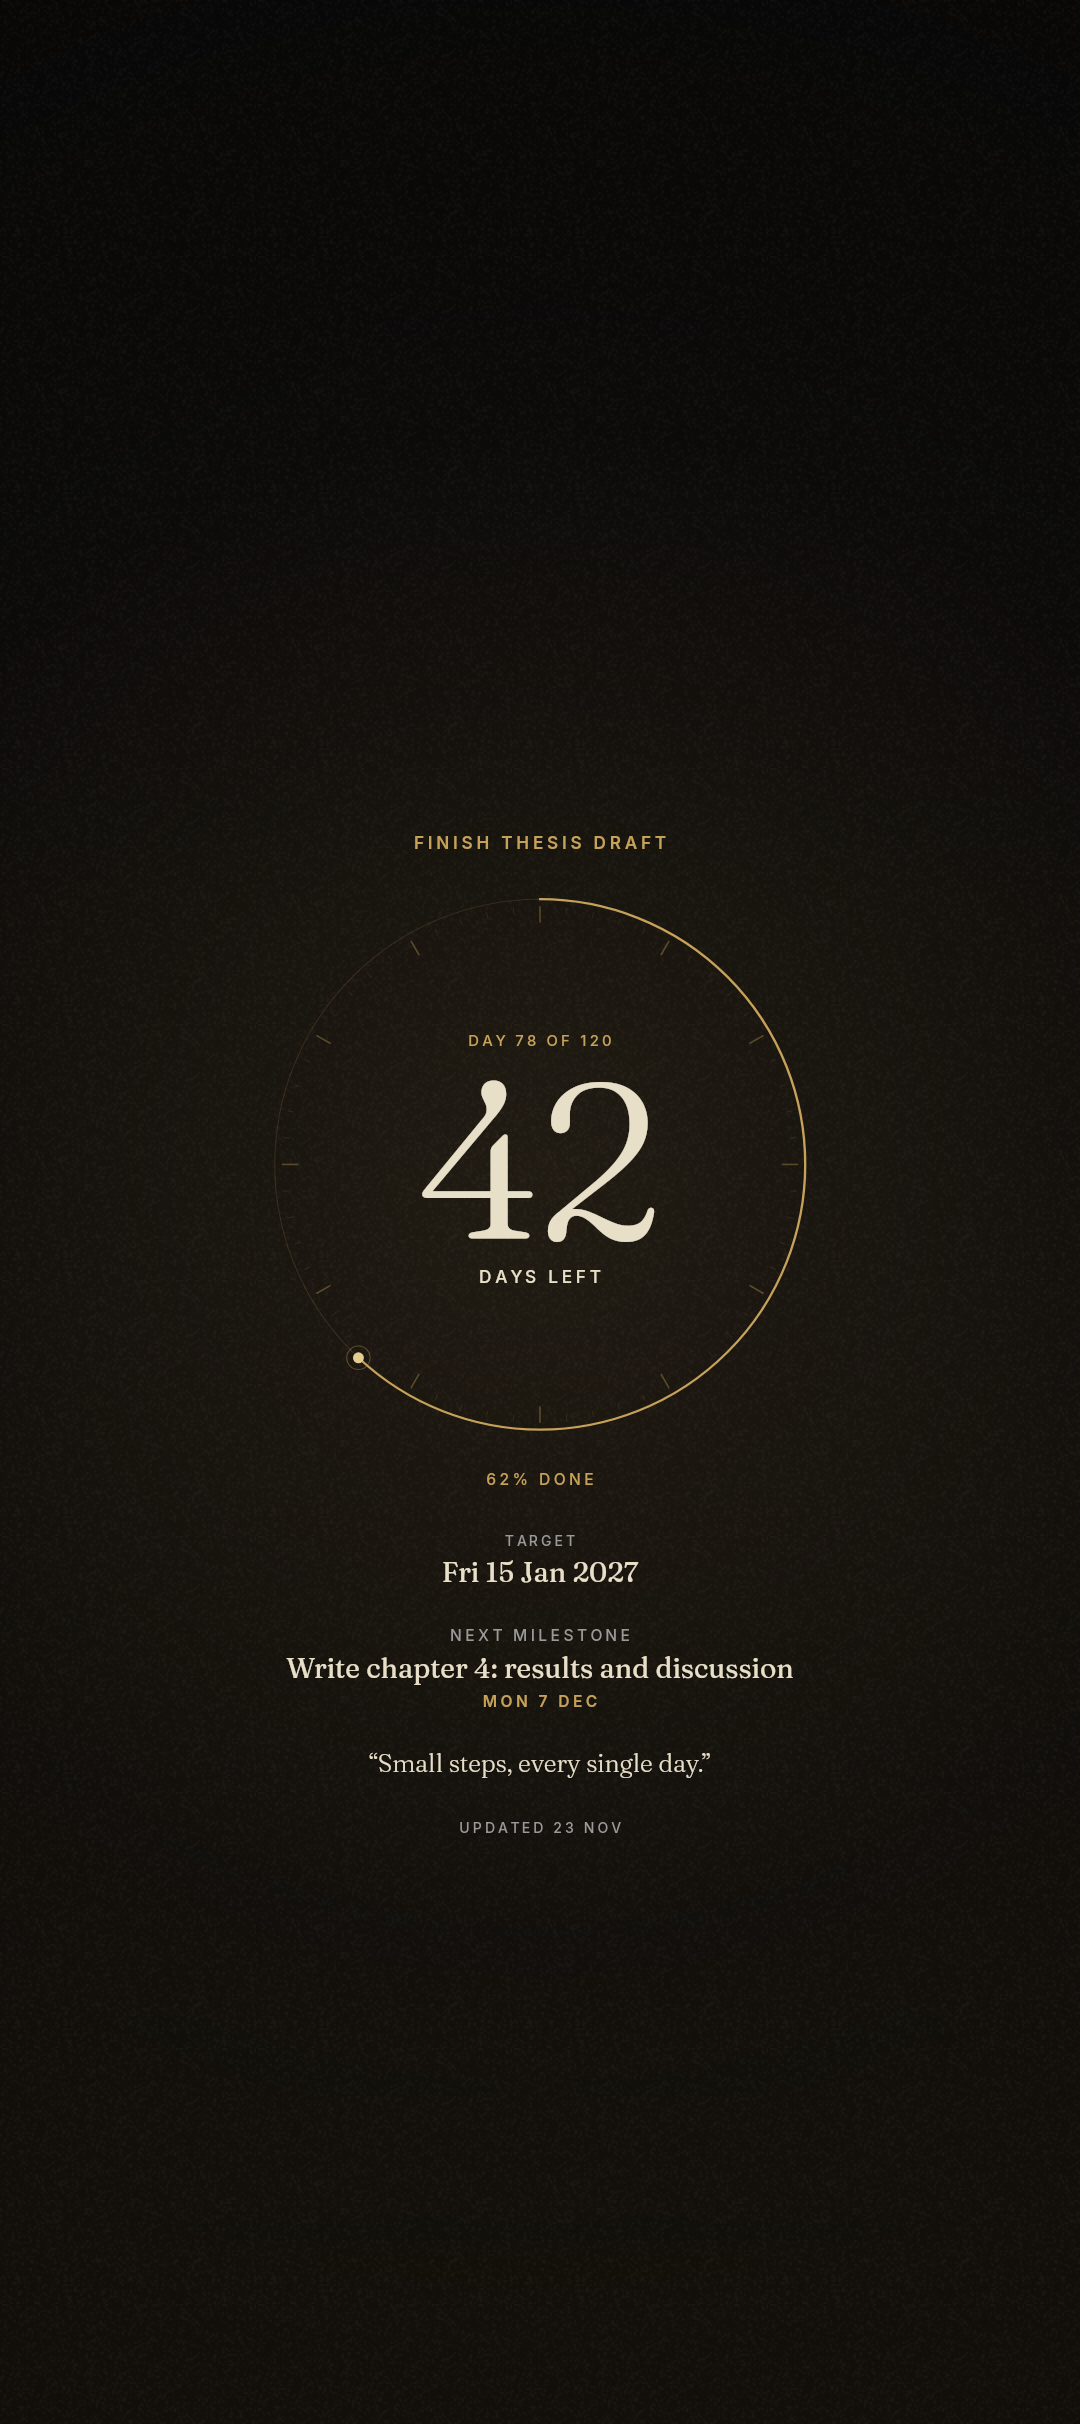 FINISH THESIS DRAFT
DAY 78 OF 120
42
DAYS LEFT
62% DONE
TARGET
Fri 15 Jan 2027
NEXT MILESTONE
Write chapter 4: results and discussion
MON 7 DEC
“Small steps, every single day.”
UPDATED 23 NOV